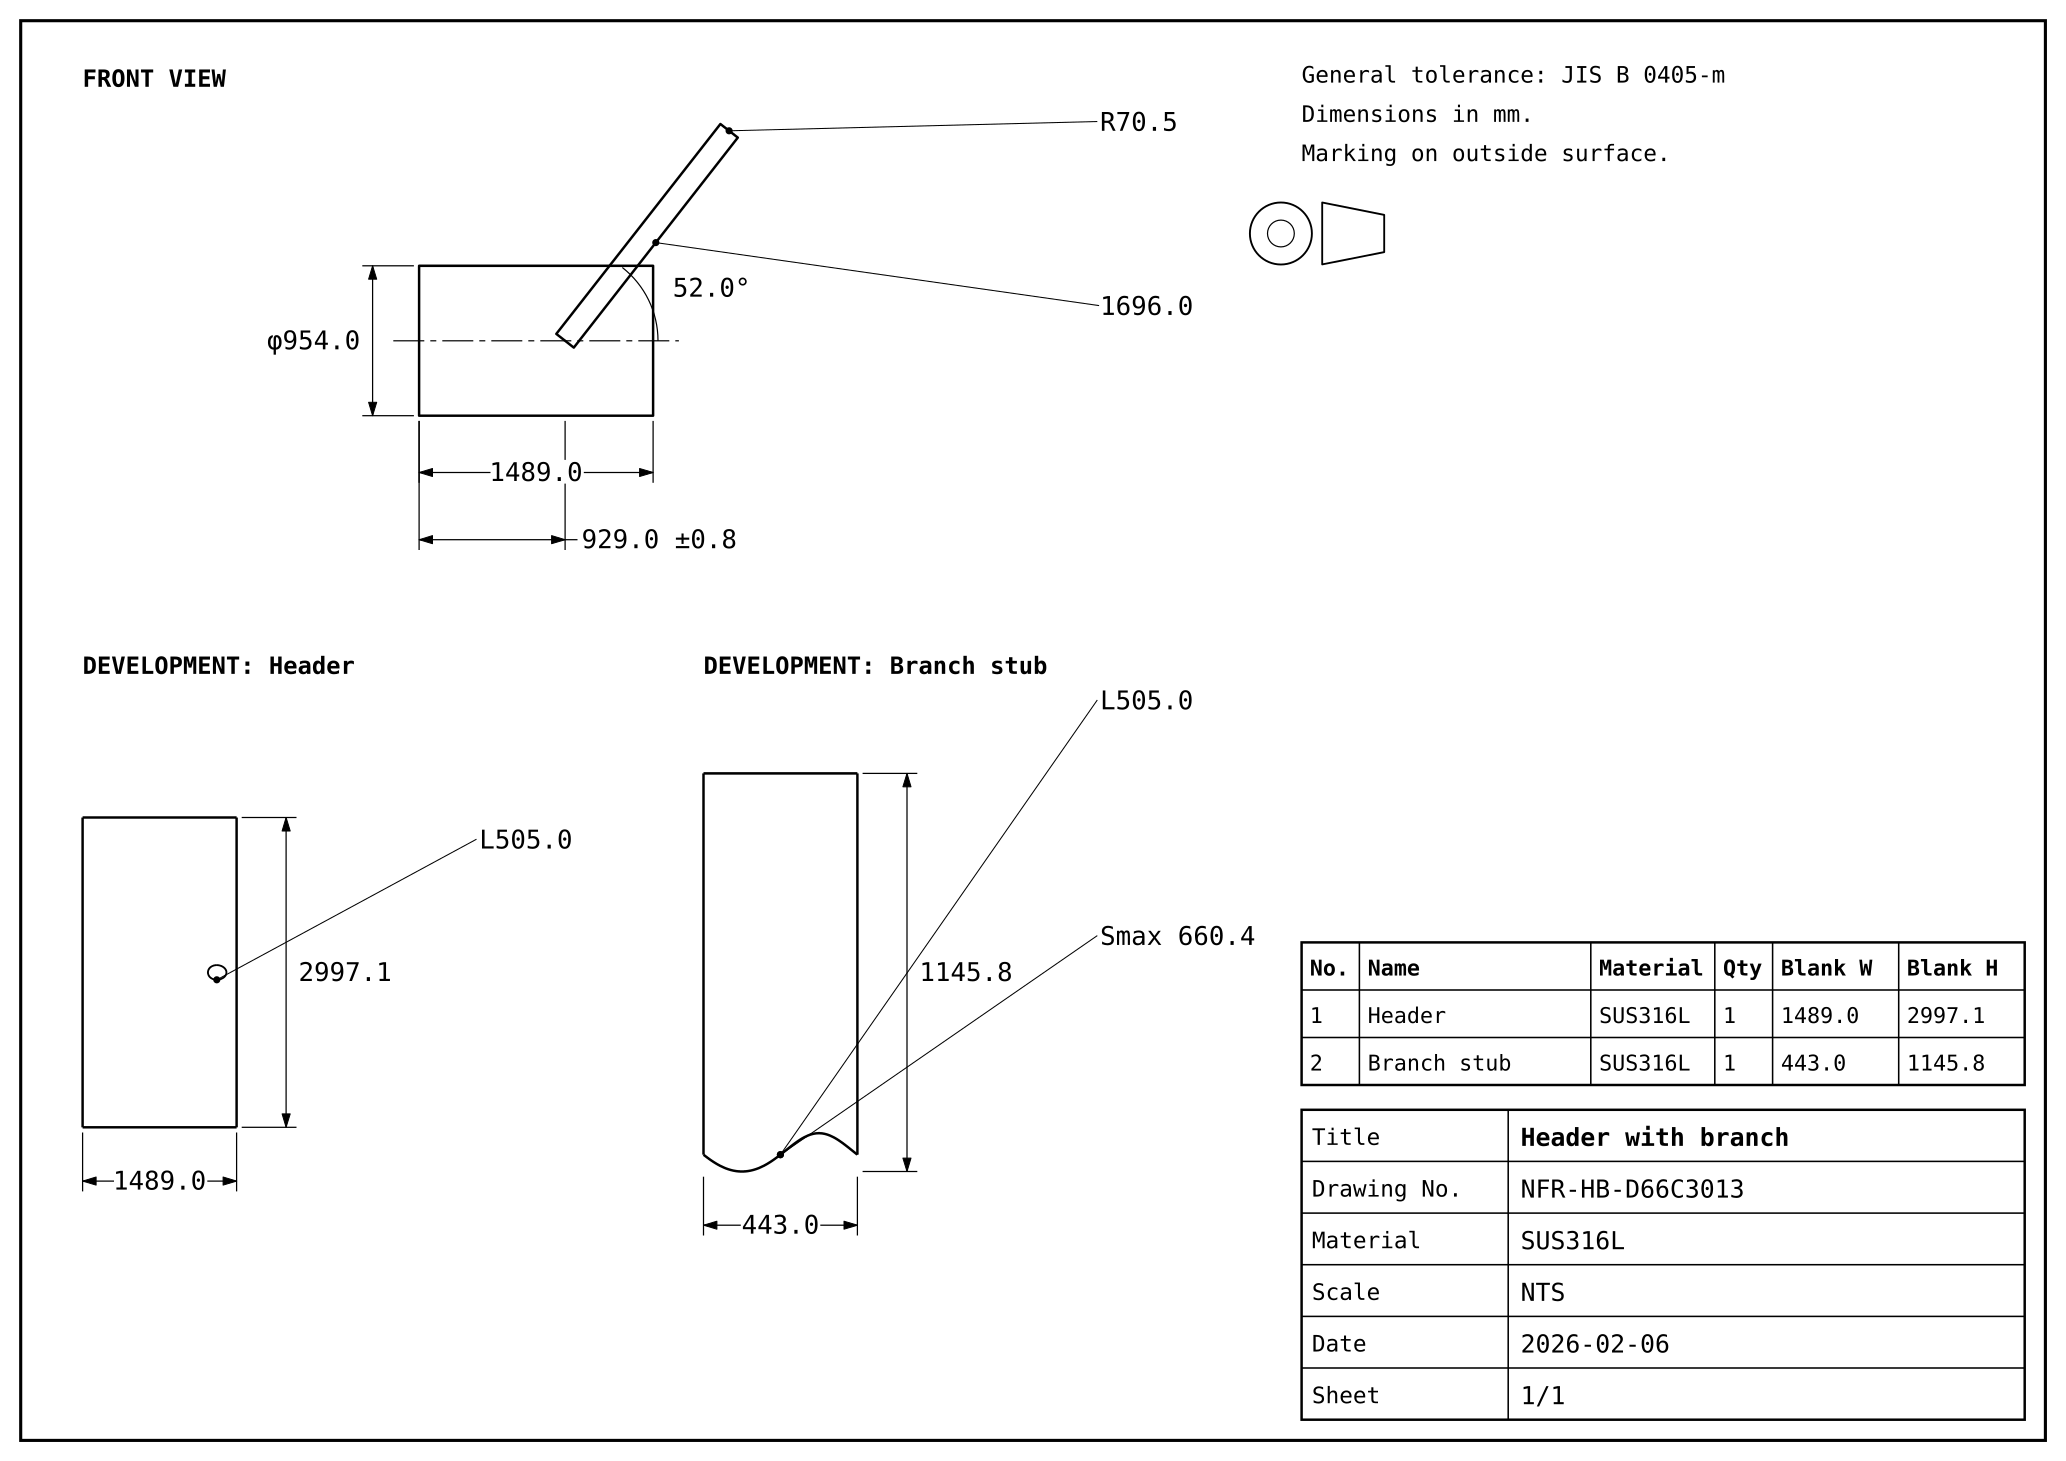 FRONT VIEW
General tolerance: JIS B 0405-m
Dimensions in mm.
Marking on outside surface.
R70.5
52.0°
1696.0
φ954.0
1489.0
929.0 ±0.8
DEVELOPMENT: Header
DEVELOPMENT: Branch stub
L505.0
L505.0
Smax 660.4
2997.1
1145.8
1489.0
443.0
No. Name Material Qty Blank W Blank H
1 Header SUS316L 1 1489.0 2997.1
2 Branch stub SUS316L 1 443.0 1145.8
Title Header with branch
Drawing No. NFR-HB-D66C3013
Material SUS316L
Scale NTS
Date 2026-02-06
Sheet 1/1